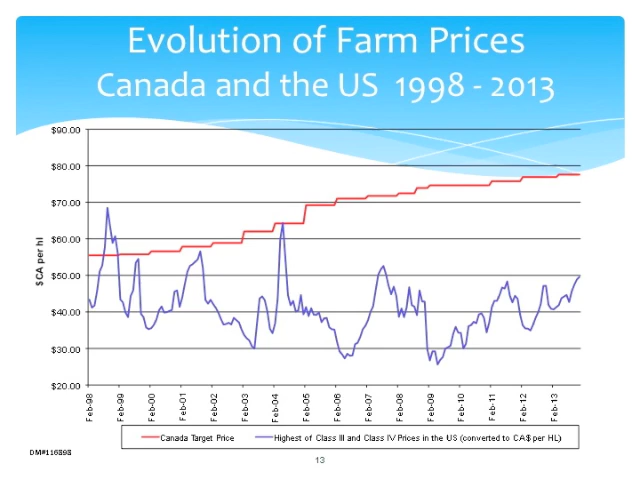 Evolution of Farm Prices
Canada and the US 1998 - 2013
$90.00
$80.00
$70.00
$60.00
$50.00
$40.00
$30.00
$20.00
$CA per hl
Feb-98
Feb-99
Feb-00
Feb-01
Feb-02
Feb-03
Feb-04
Feb-05
Feb-06
Feb-07
Feb-08
Feb-09
Feb-10
Feb-11
Feb-12
Feb-13
Canada Target Price
Highest of Class III and Class IV Prices in the US (converted to CA$ per HL)
DM#116898
13